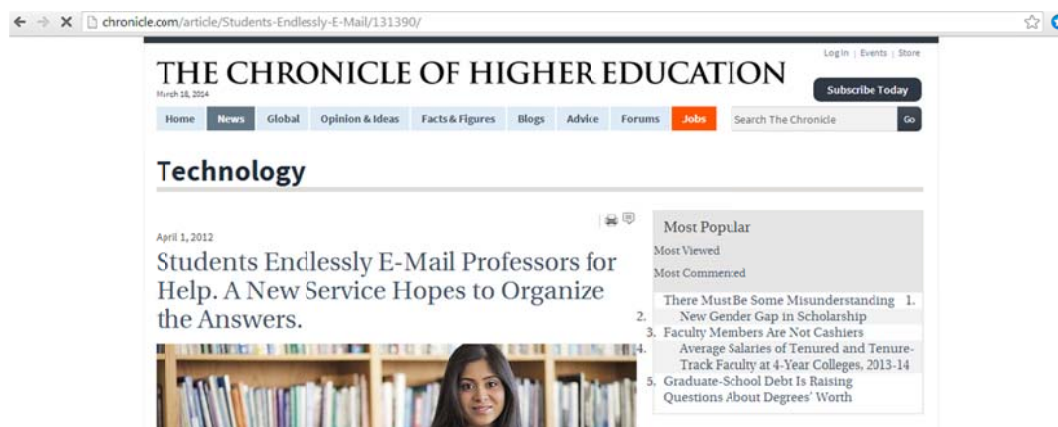 chronicle.com/article/Students-Endlessly-E-Mail/131390/
Log In | Events | Store
THE CHRONICLE OF HIGHER EDUCATION
March 18, 2014
Subscribe Today
Home News Global Opinion & Ideas Facts & Figures Blogs Advice Forums Jobs Search The Chronicle Go
Technology
April 1, 2012
Students Endlessly E-Mail Professors for
Help. A New Service Hopes to Organize
the Answers.
Most Popular
Most Viewed
Most Commented
There Must Be Some Misunderstanding 1.
2. New Gender Gap in Scholarship
3. Faculty Members Are Not Cashiers
4. Average Salaries of Tenured and Tenure-
Track Faculty at 4-Year Colleges, 2013-14
5. Graduate-School Debt Is Raising
Questions About Degrees' Worth